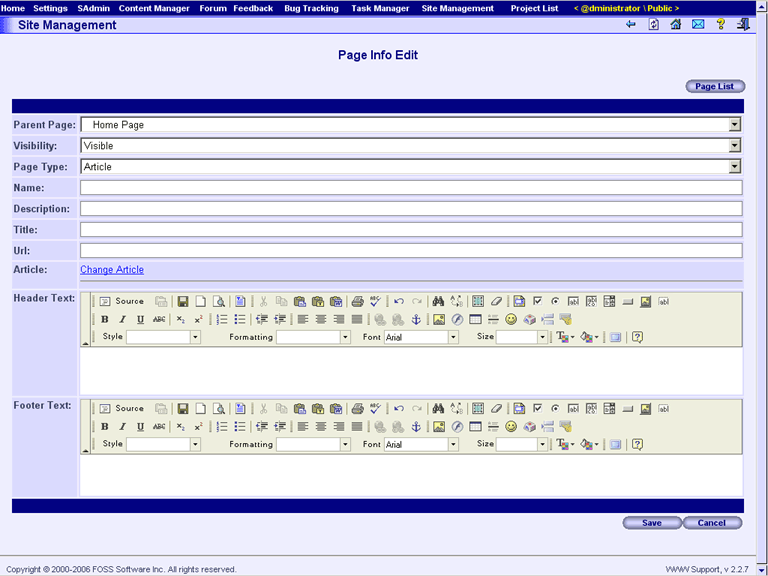 Home Settings SAdmin Content Manager Forum Feedback Bug Tracking Task Manager Site Management Project List < @dministrator \ Public >
Site Management
Page Info Edit
Page List
Parent Page: Home Page
Visibility: Visible
Page Type: Article
Name:
Description:
Title:
Url:
Article: Change Article
Header Text: Source
B I U ABC
Style Formatting Font Arial Size
Footer Text: Source
B I U ABC
Style Formatting Font Arial Size
Save Cancel
Copyright © 2000-2006 FOSS Software Inc. All rights reserved. WWW Support, v 2.2.7